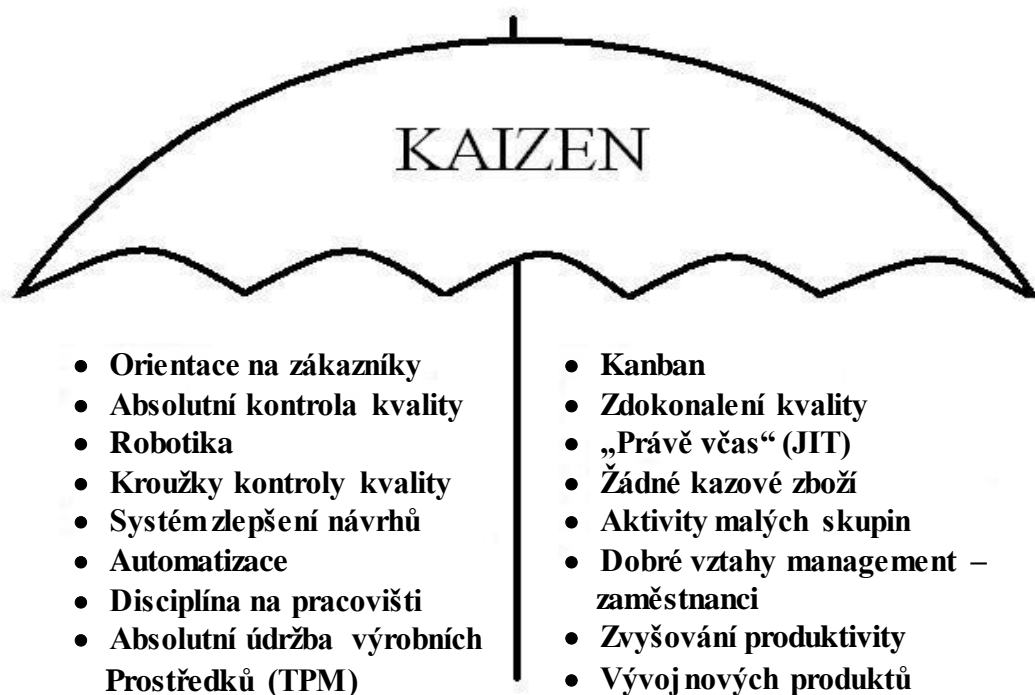 KAIZEN
• Orientace na zákazníky
• Absolutní kontrola kvality
• Robotika
• Kroužky kontroly kvality
• Systém zlepšení návrhů
• Automatizace
• Disciplína na pracovišti
• Absolutní údržba výrobních
Prostředků (TPM)
• Kanban
• Zdokonalení kvality
• „Právě včas“ (JIT)
• Žádné kazové zboží
• Aktivity malých skupin
• Dobré vztahy management –
zaměstnanci
• Zvyšování produktivity
• Vývoj nových produktů